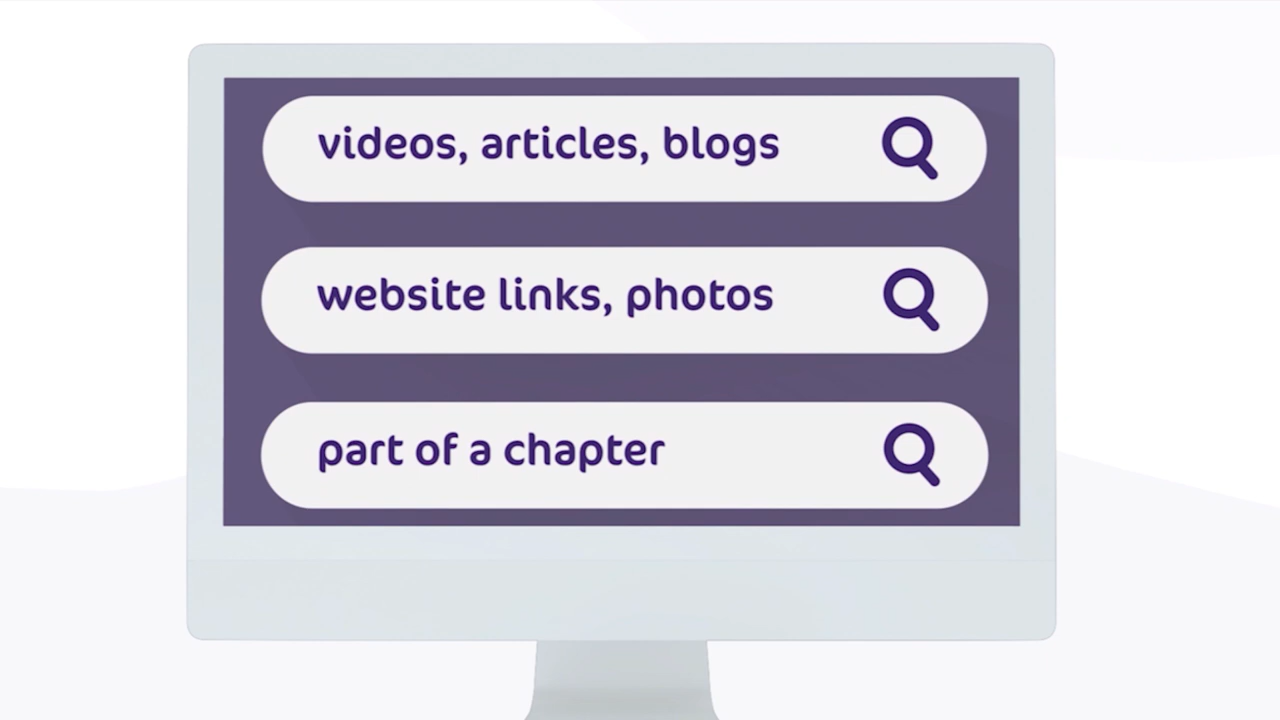 videos, articles, blogs
website links, photos
part of a chapter